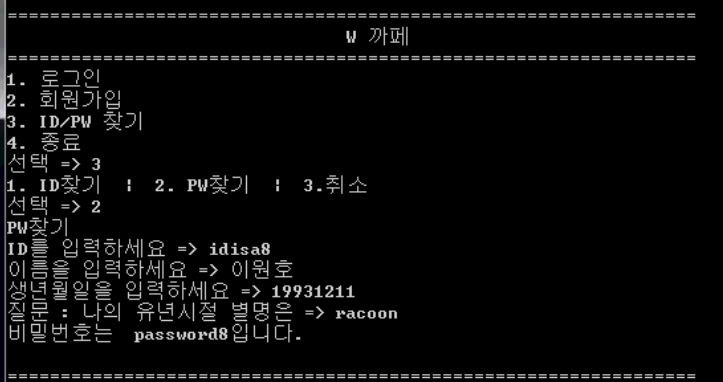 =================================================================
W 까페
=================================================================
1. 로그인
2. 회원가입
3. ID/PW 찾기
4. 종료
선택 => 3
1. ID찾기 ¦ 2. PW찾기 ¦ 3.취소
선택 => 2
PW찾기
ID를 입력하세요 => idisa8
이름을 입력하세요 => 이원호
생년월일을 입력하세요 => 19931211
질문 : 나의 유년시절 별명은 => racoon
비밀번호는 password8입니다.
=================================================================